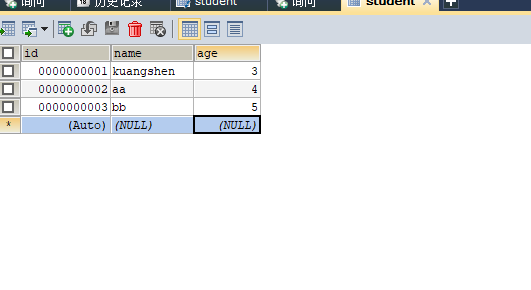 询问 历史记录 student 询问 student
id name age
0000000001 kuangshen 3
0000000002 aa 4
0000000003 bb 5
* (Auto) (NULL) (NULL)